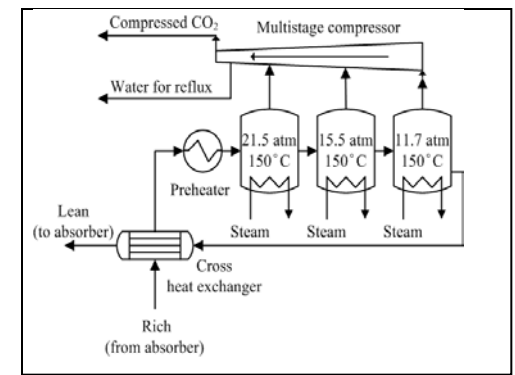 Compressed CO₂
Multistage compressor
Water for reflux
21.5 atm
150˚C
15.5 atm
150˚C
11.7 atm
150˚C
Preheater
Lean
(to absorber)
Steam
Steam
Steam
Cross
heat exchanger
Rich
(from absorber)